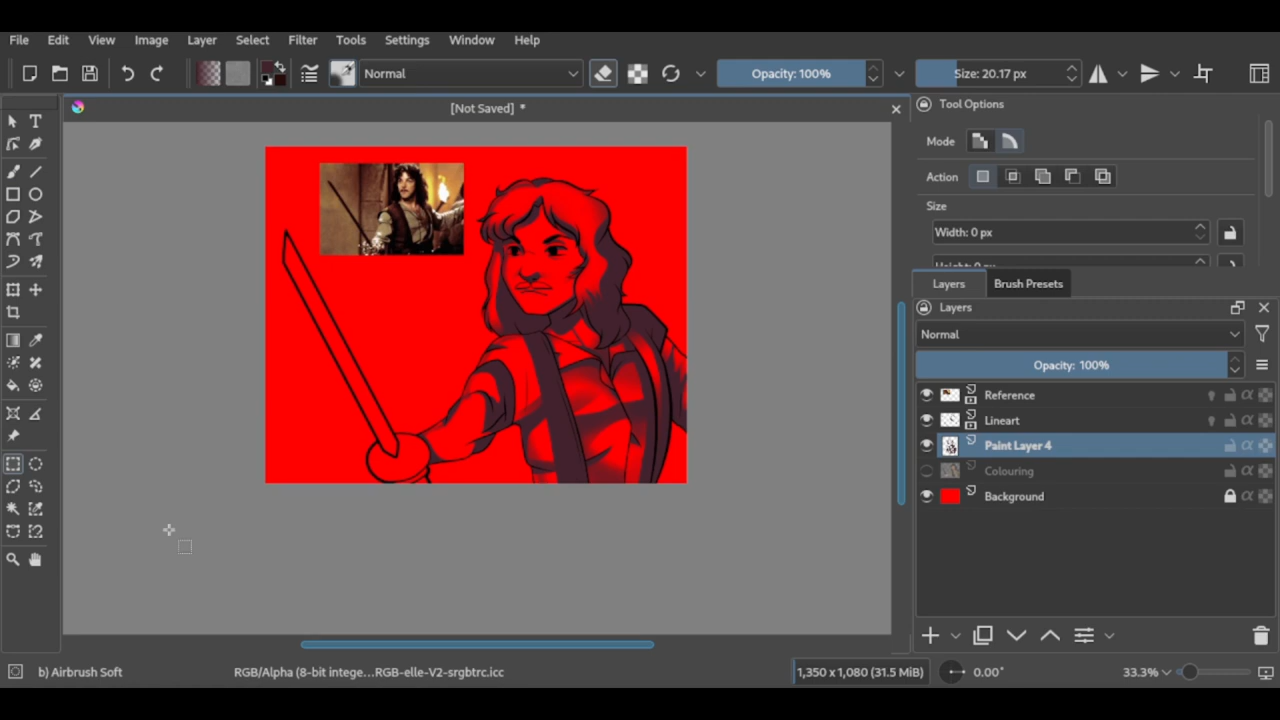 File Edit View Image Layer Select Filter Tools Settings Window Help
Normal
Opacity: 100%
Size: 20.17 px
[Not Saved] *
Tool Options
Mode
Action
Size
Width: 0 px
Layers Brush Presets
Layers
Normal
Opacity: 100%
Reference
Lineart
Paint Layer 4
Colouring
Background
b) Airbrush Soft RGB/Alpha (8-bit intege...RGB-elle-V2-srgbtrc.icc 1,350 x 1,080 (31.5 MiB) 0.00° 33.3%